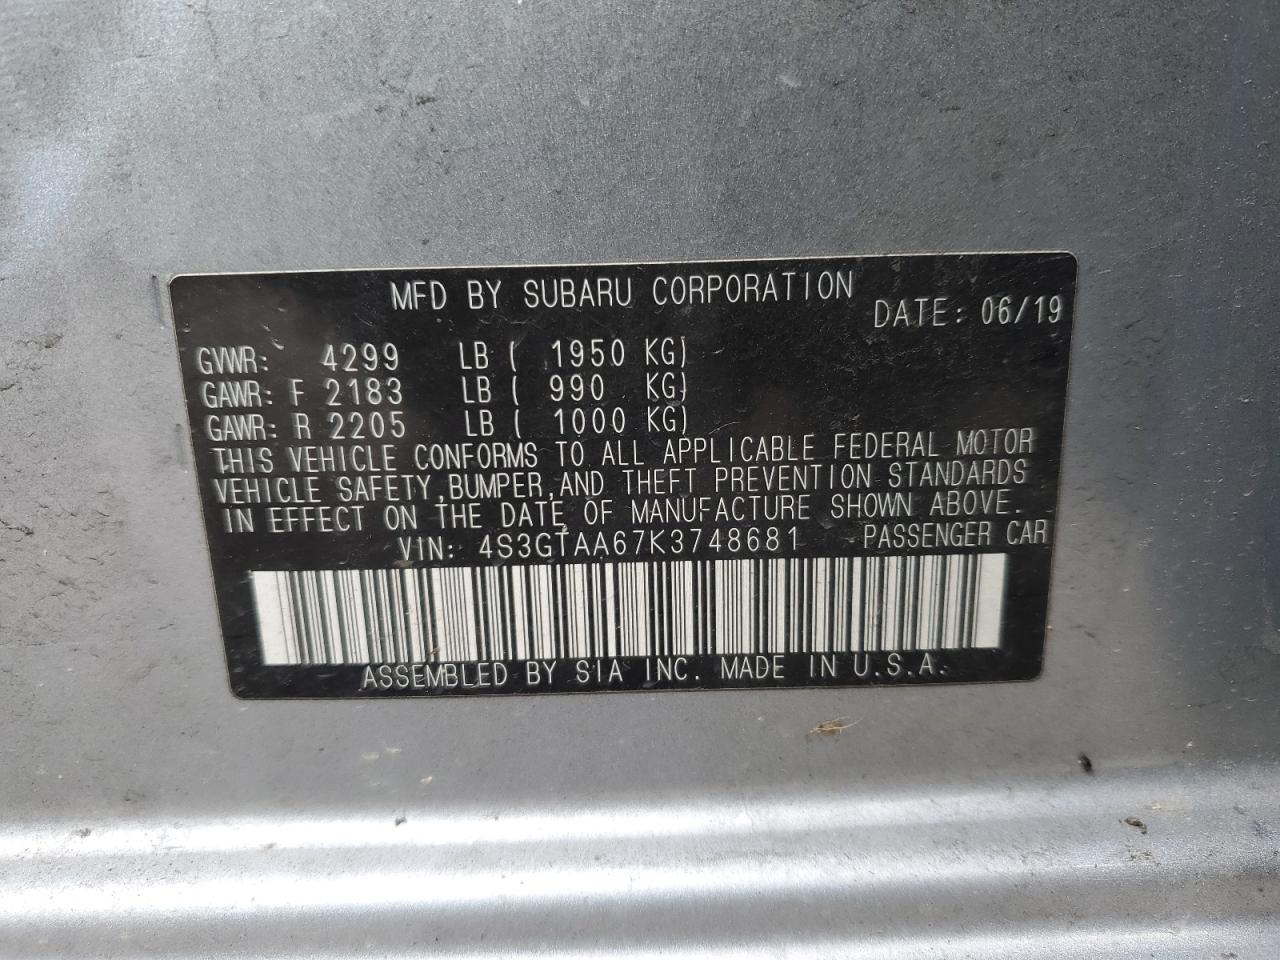 MFD BY SUBARU CORPORATION
DATE: 06/19
GVWR: 4299 LB ( 1950 KG)
GAWR: F 2183 LB ( 990 KG)
GAWR: R 2205 LB ( 1000 KG)
THIS VEHICLE CONFORMS TO ALL APPLICABLE FEDERAL MOTOR
VEHICLE SAFETY,BUMPER,AND THEFT PREVENTION STANDARDS
IN EFFECT ON THE DATE OF MANUFACTURE SHOWN ABOVE.
VIN: 4S3GTAA67K3748681 PASSENGER CAR
ASSEMBLED BY SIA INC. MADE IN U.S.A.